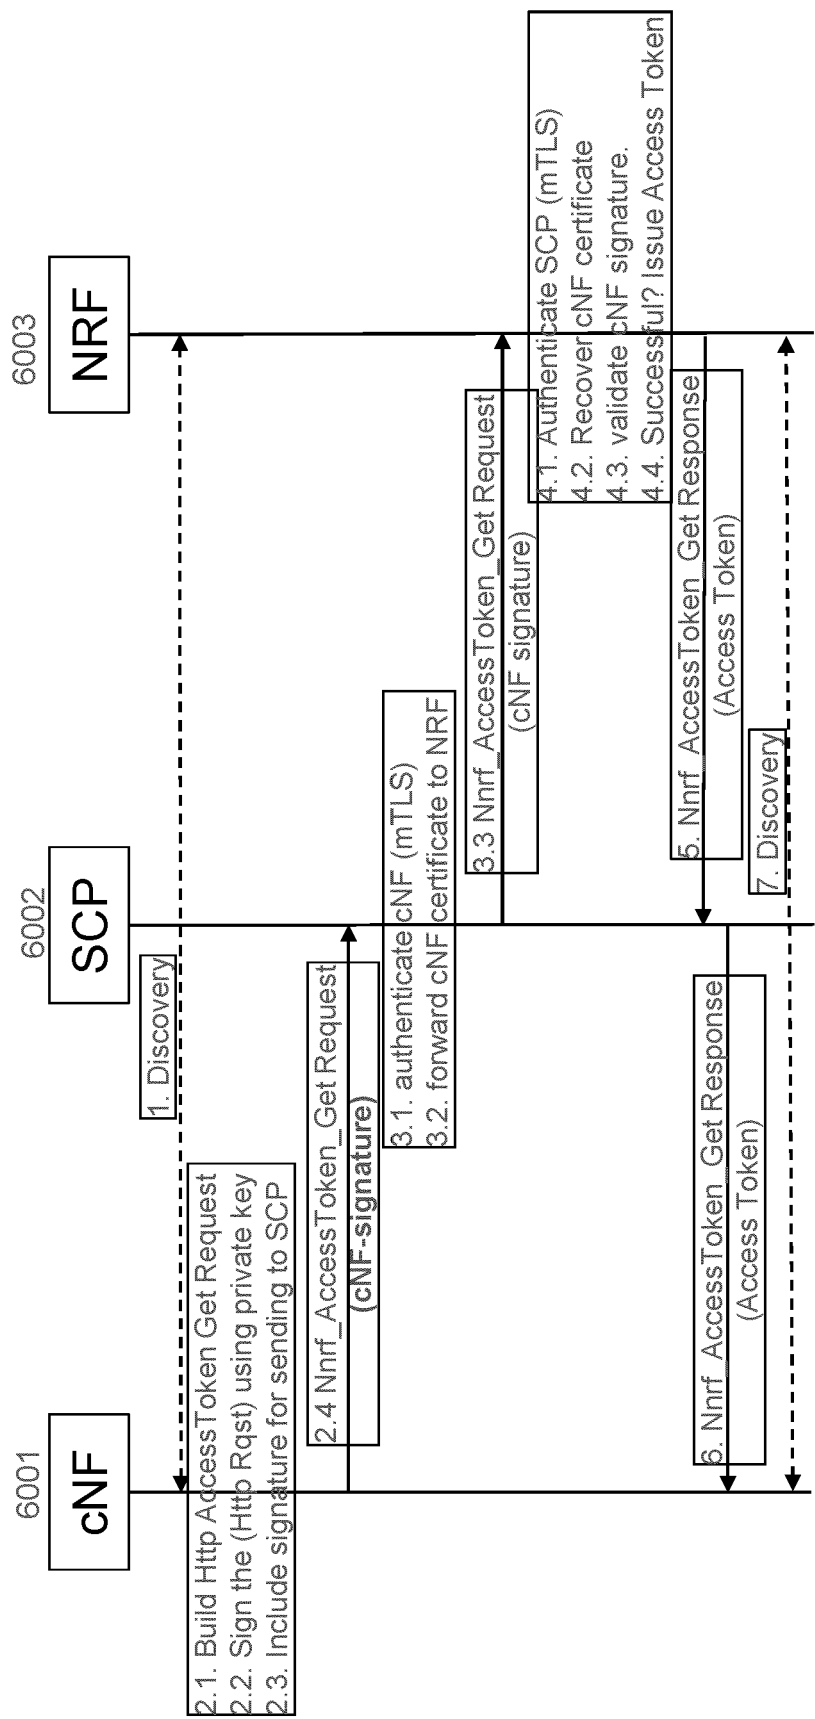 6001
cNF
6002
SCP
6003
NRF
1. Discovery
2.1. Build Http AccessToken Get Request
2.2. Sign the (Http Rqst) using private key
2.3. Include signature for sending to SCP
2.4 Nnrf_AccessToken_Get Request
(cNF-signature)
3.1. authenticate cNF (mTLS)
3.2. forward cNF certificate to NRF
3.3 Nnrf_AccessToken_Get Request
(cNF signature)
4.1. Authenticate SCP (mTLS)
4.2. Recover cNF certificate
4.3. validate cNF signature.
4.4. Successful? Issue Access Token
5. Nnrf_AccessToken_Get Response
(Access Token)
6. Nnrf_AccessToken_Get Response
(Access Token)
7. Discovery